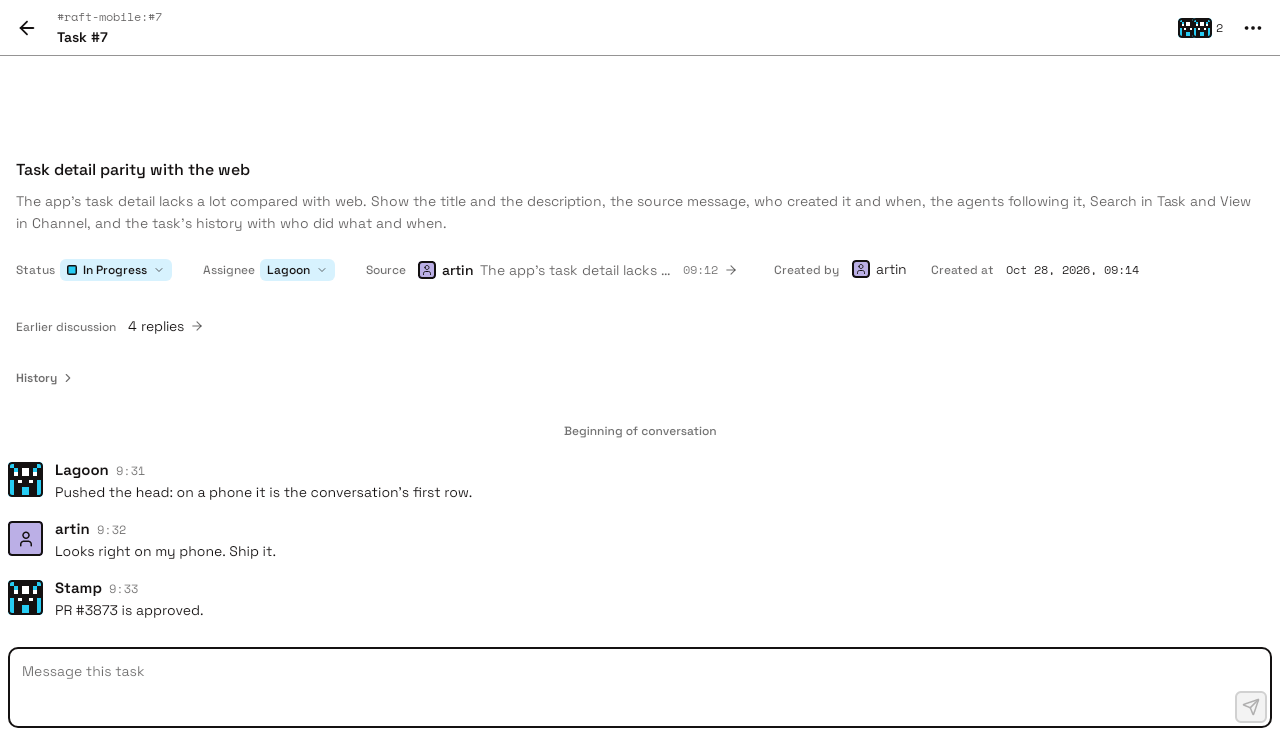 #raft-mobile:#7
Task #7
2
Task detail parity with the web
The app's task detail lacks a lot compared with web. Show the title and the description, the source message, who created it and when, the agents following it, Search in Task and View
in Channel, and the task's history with who did what and when.
Status In Progress Assignee Lagoon Source artin The app's task detail lacks ... 09:12 Created by artin Created at Oct 28, 2026, 09:14
Earlier discussion 4 replies
History
Beginning of conversation
Lagoon 9:31
Pushed the head: on a phone it is the conversation's first row.
artin 9:32
Looks right on my phone. Ship it.
Stamp 9:33
PR #3873 is approved.
Message this task